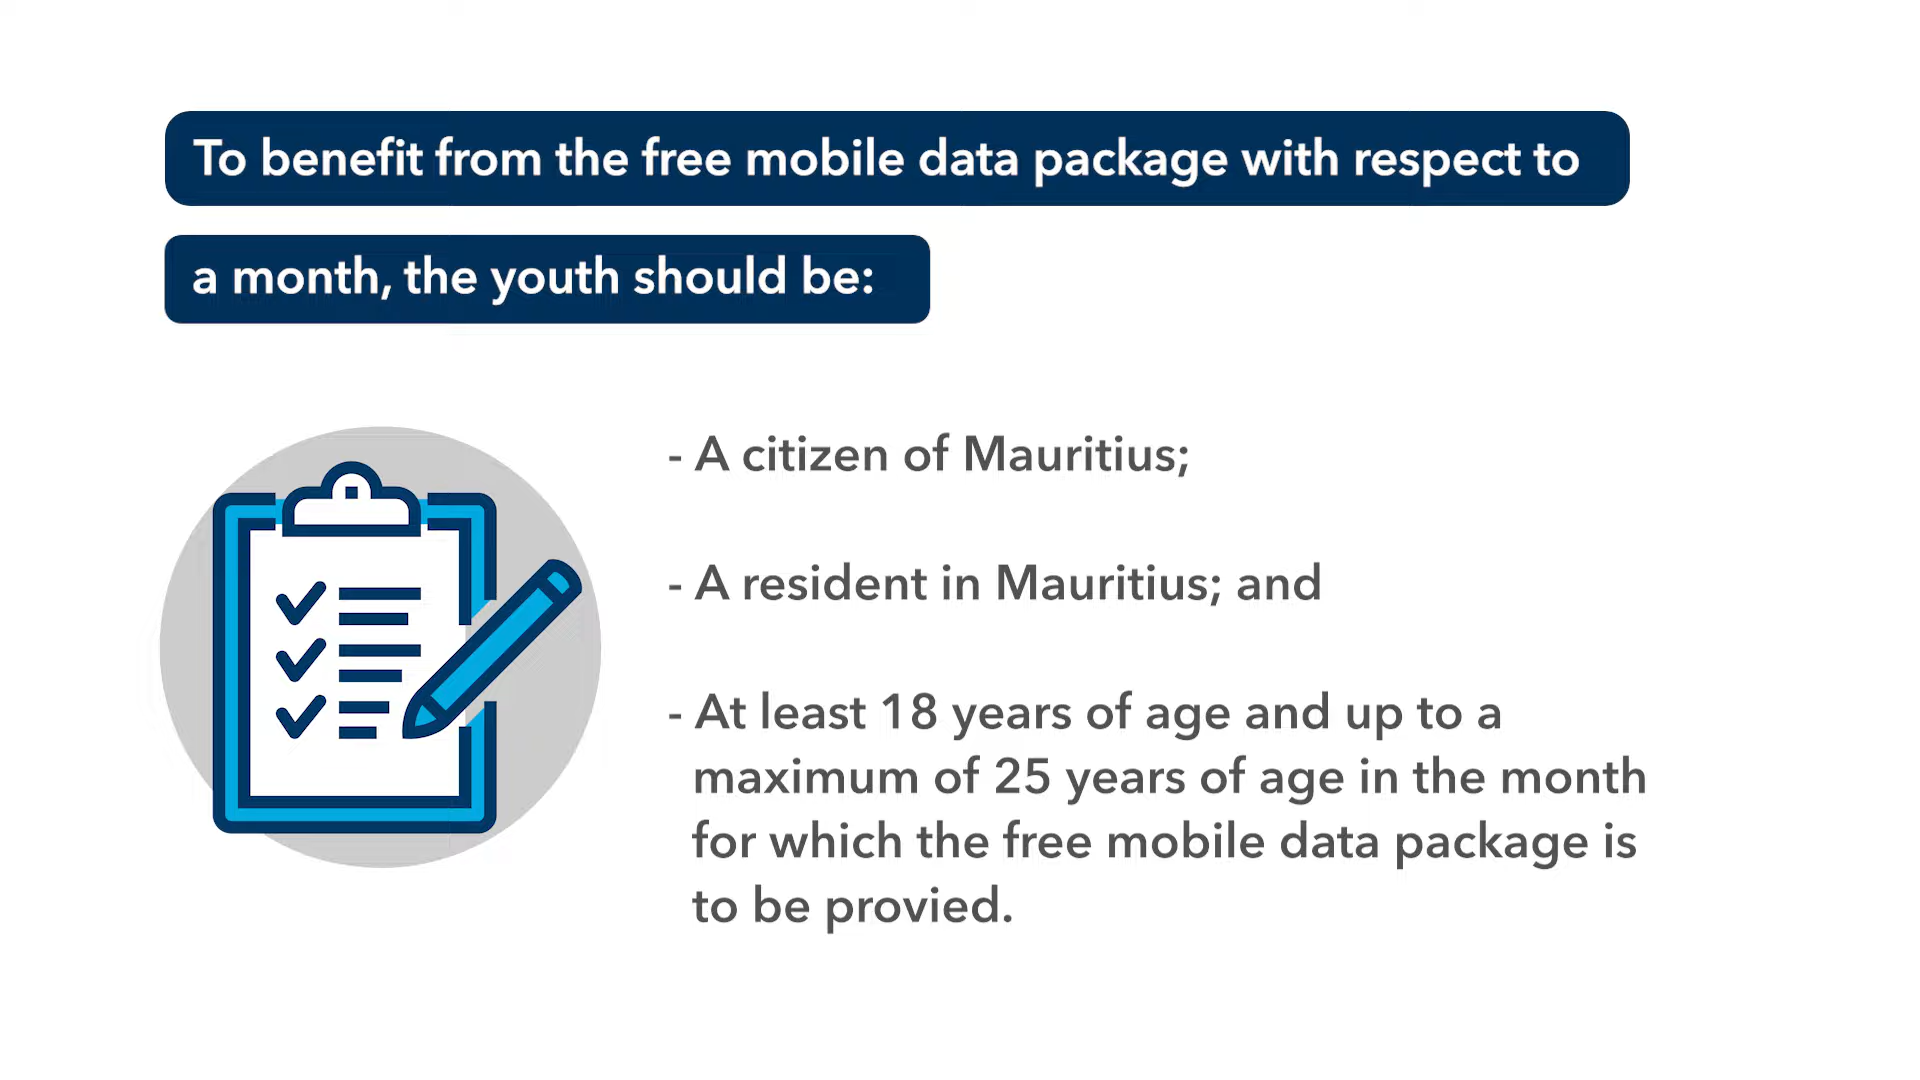 To benefit from the free mobile data package with respect to
a month, the youth should be:
- A citizen of Mauritius;
- A resident in Mauritius; and
- At least 18 years of age and up to a
maximum of 25 years of age in the month
for which the free mobile data package is
to be provied.